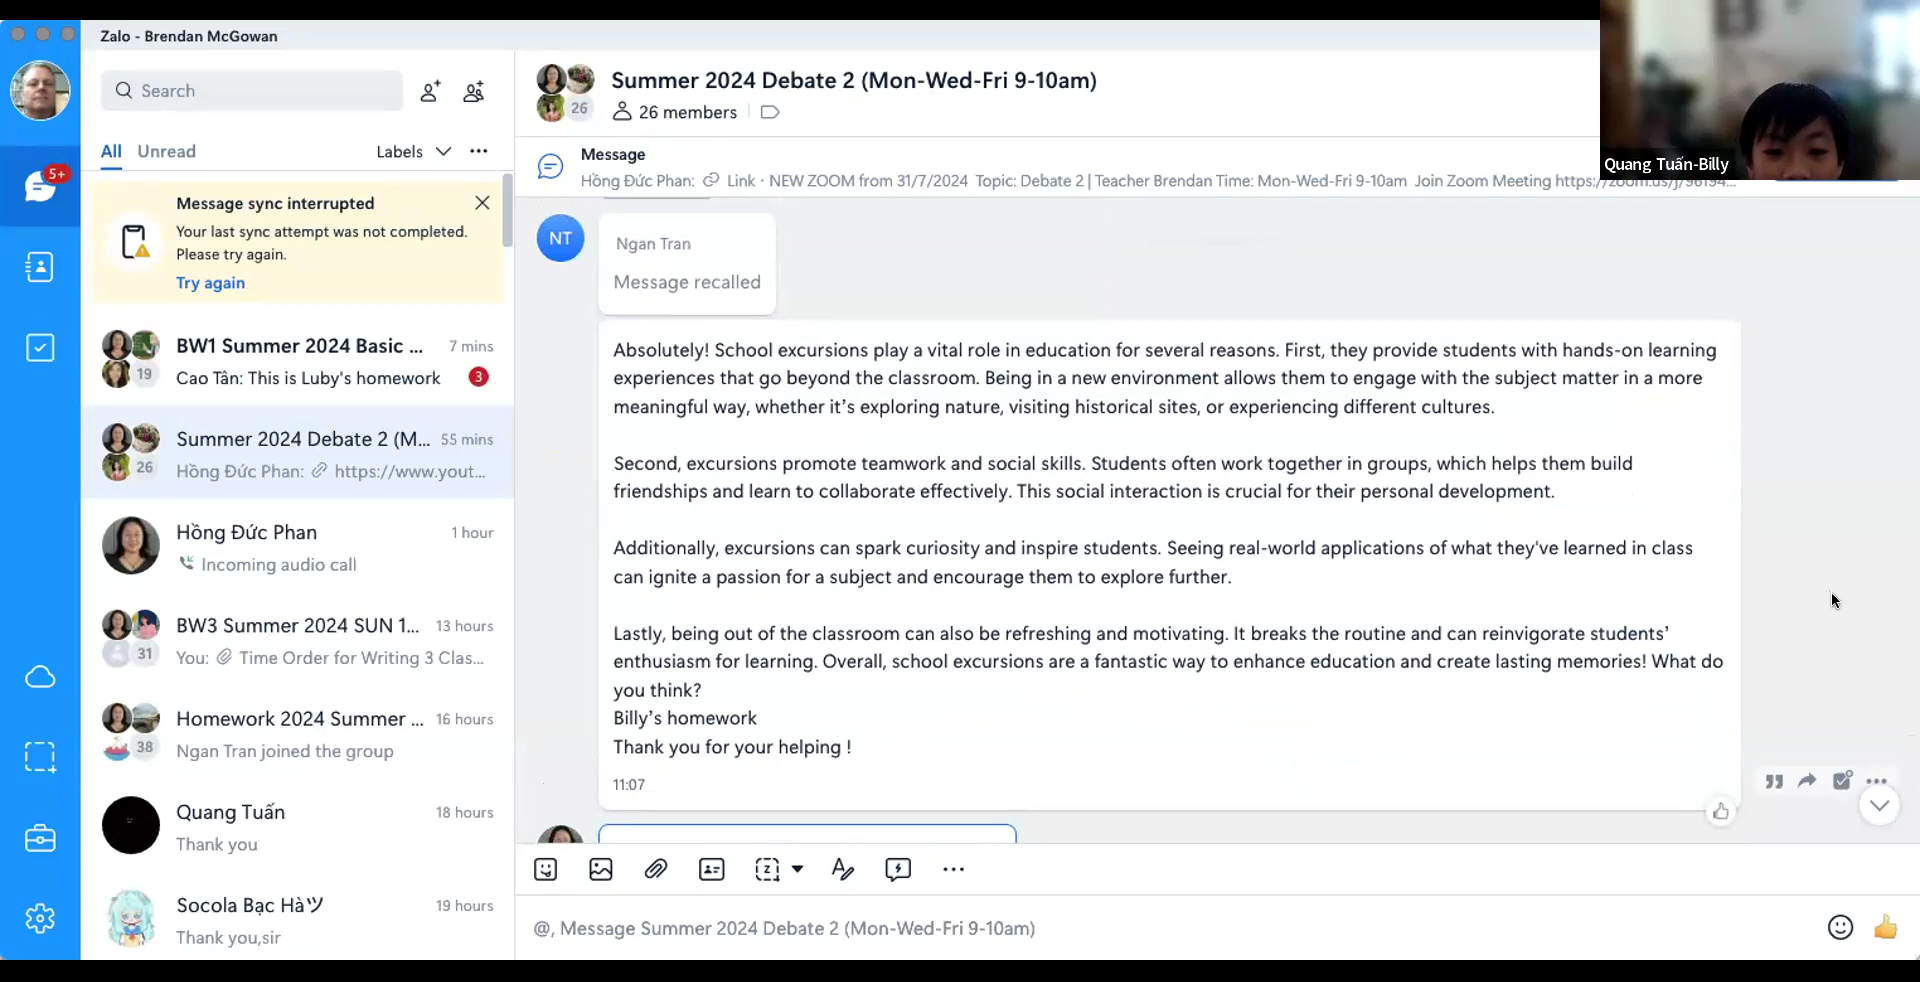 Zalo - Brendan McGowan
Search
All Unread Labels
5+
Message sync interrupted
Your last sync attempt was not completed.
Please try again.
Try again
BW1 Summer 2024 Basic ... 7 mins
19 Cao Tân: This is Luby's homework 3
Summer 2024 Debate 2 (M... 55 mins
26 Hồng Đức Phan: https://www.yout...
Hồng Đức Phan 1 hour
Incoming audio call
BW3 Summer 2024 SUN 1... 13 hours
31 You: Time Order for Writing 3 Clas...
Homework 2024 Summer ... 16 hours
38 Ngan Tran joined the group
Quang Tuấn 18 hours
Thank you
Socola Bạc Hàツ 19 hours
Thank you,sir
Summer 2024 Debate 2 (Mon-Wed-Fri 9-10am)
26 26 members
Message
Hồng Đức Phan: Link · NEW ZOOM from 31/7/2024 Topic: Debate 2 | Teacher Brendan Time: Mon-Wed-Fri 9-10am Join Zoom Meeting https://zoom.us/j/96194...
Quang Tuấn-Billy
NT
Ngan Tran
Message recalled
Absolutely! School excursions play a vital role in education for several reasons. First, they provide students with hands-on learning
experiences that go beyond the classroom. Being in a new environment allows them to engage with the subject matter in a more
meaningful way, whether it’s exploring nature, visiting historical sites, or experiencing different cultures.
Second, excursions promote teamwork and social skills. Students often work together in groups, which helps them build
friendships and learn to collaborate effectively. This social interaction is crucial for their personal development.
Additionally, excursions can spark curiosity and inspire students. Seeing real-world applications of what they've learned in class
can ignite a passion for a subject and encourage them to explore further.
Lastly, being out of the classroom can also be refreshing and motivating. It breaks the routine and can reinvigorate students’
enthusiasm for learning. Overall, school excursions are a fantastic way to enhance education and create lasting memories! What do
you think?
Billy’s homework
Thank you for your helping !
11:07
@, Message Summer 2024 Debate 2 (Mon-Wed-Fri 9-10am)